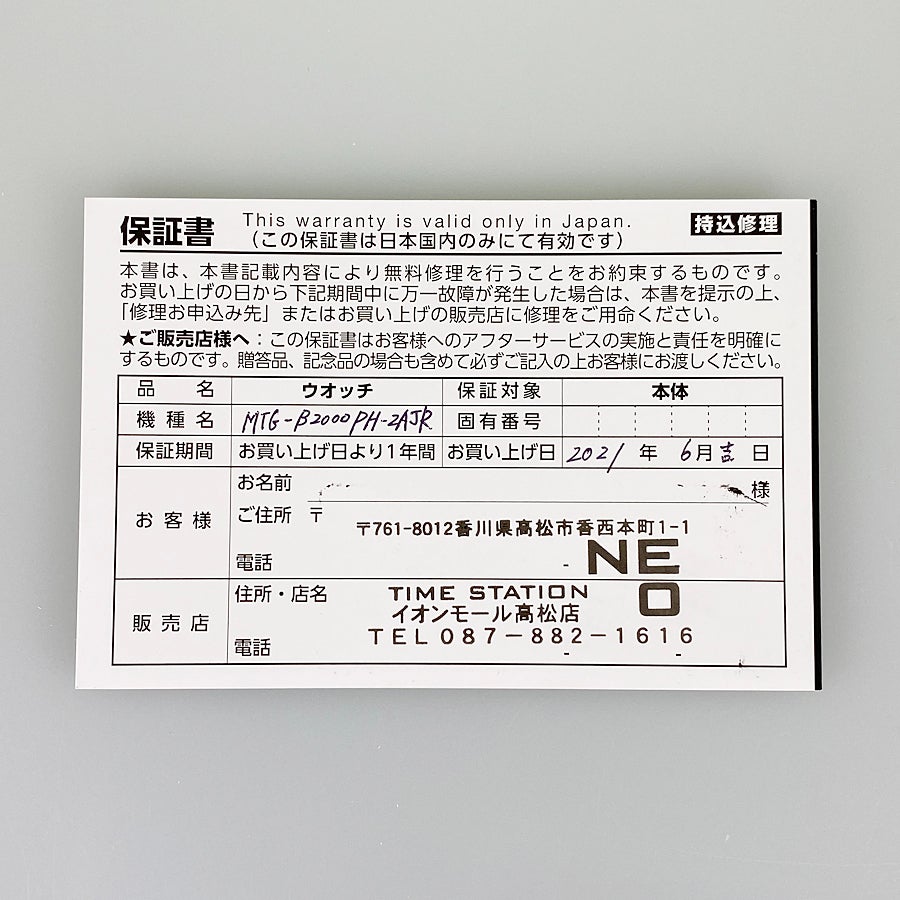 保証書 This warranty is valid only in Japan. 持込修理
（この保証書は日本国内のみにて有効です）
本書は、本書記載内容により無料修理を行うことをお約束するものです。
お買い上げの日から下記期間中に万一故障が発生した場合は、本書を提示の上、
「修理お申込み先」またはお買い上げの販売店に修理をご用命ください。
★ご販売店様へ：この保証書はお客様へのアフターサービスの実施と責任を明確に
するものです。贈答品、記念品の場合も含めて必ずご記入の上お客様にお渡しください。
品名 ウオッチ 保証対象 本体
機種名 MTG-B2000PH-2AJR 固有番号
保証期間 お買い上げ日より1年間 お買い上げ日 2021 年 6月吉日
お名前 様
お客様 ご住所 〒
〒761-8012香川県高松市香西本町1-1
電話 - NE
住所・店名 TIME STATION O
イオンモール高松店
販売店
電話 TEL087-882-1616
- -